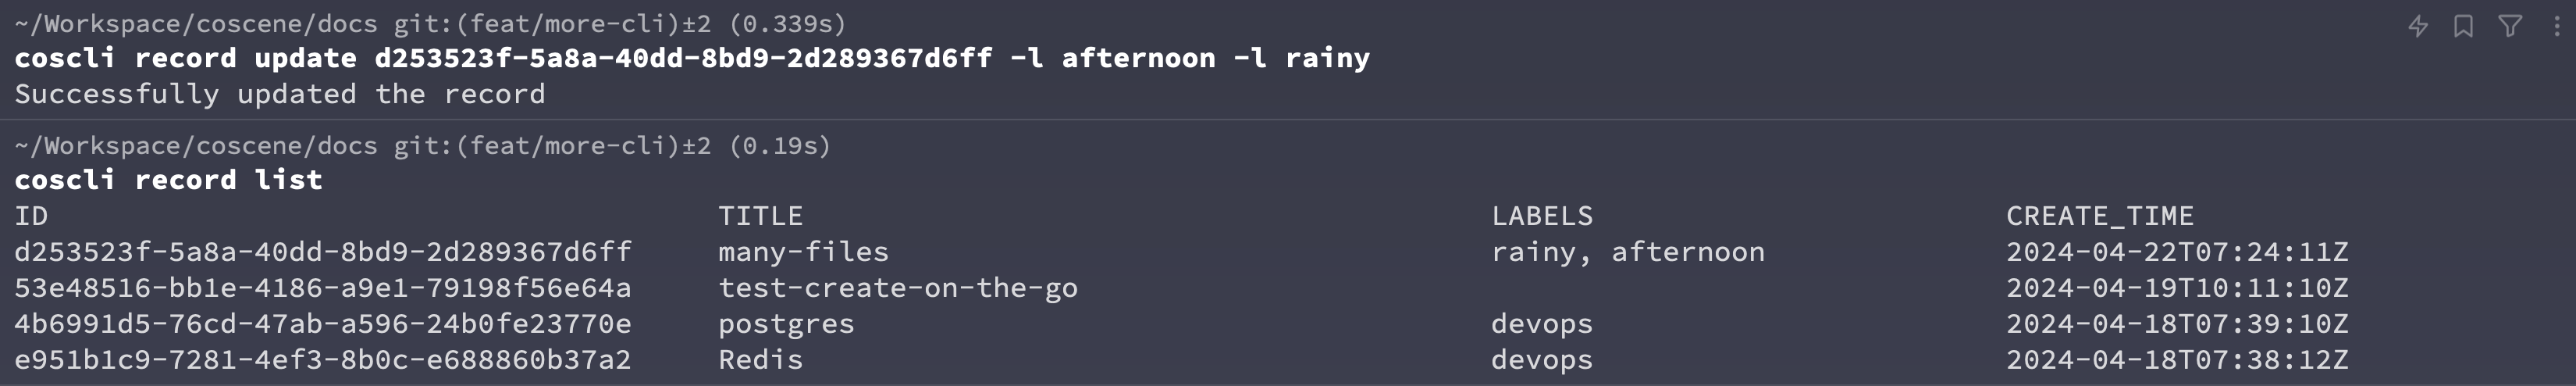 ~/Workspace/coscene/docs git:(feat/more-cli)±2 (0.339s)
coscli record update d253523f-5a8a-40dd-8bd9-2d289367d6ff -l afternoon -l rainy
Successfully updated the record
~/Workspace/coscene/docs git:(feat/more-cli)±2 (0.19s)
coscli record list
ID TITLE LABELS CREATE_TIME
d253523f-5a8a-40dd-8bd9-2d289367d6ff many-files rainy, afternoon 2024-04-22T07:24:11Z
53e48516-bb1e-4186-a9e1-79198f56e64a test-create-on-the-go 2024-04-19T10:11:10Z
4b6991d5-76cd-47ab-a596-24b0fe23770e postgres devops 2024-04-18T07:39:10Z
e951b1c9-7281-4ef3-8b0c-e688860b37a2 Redis devops 2024-04-18T07:38:12Z